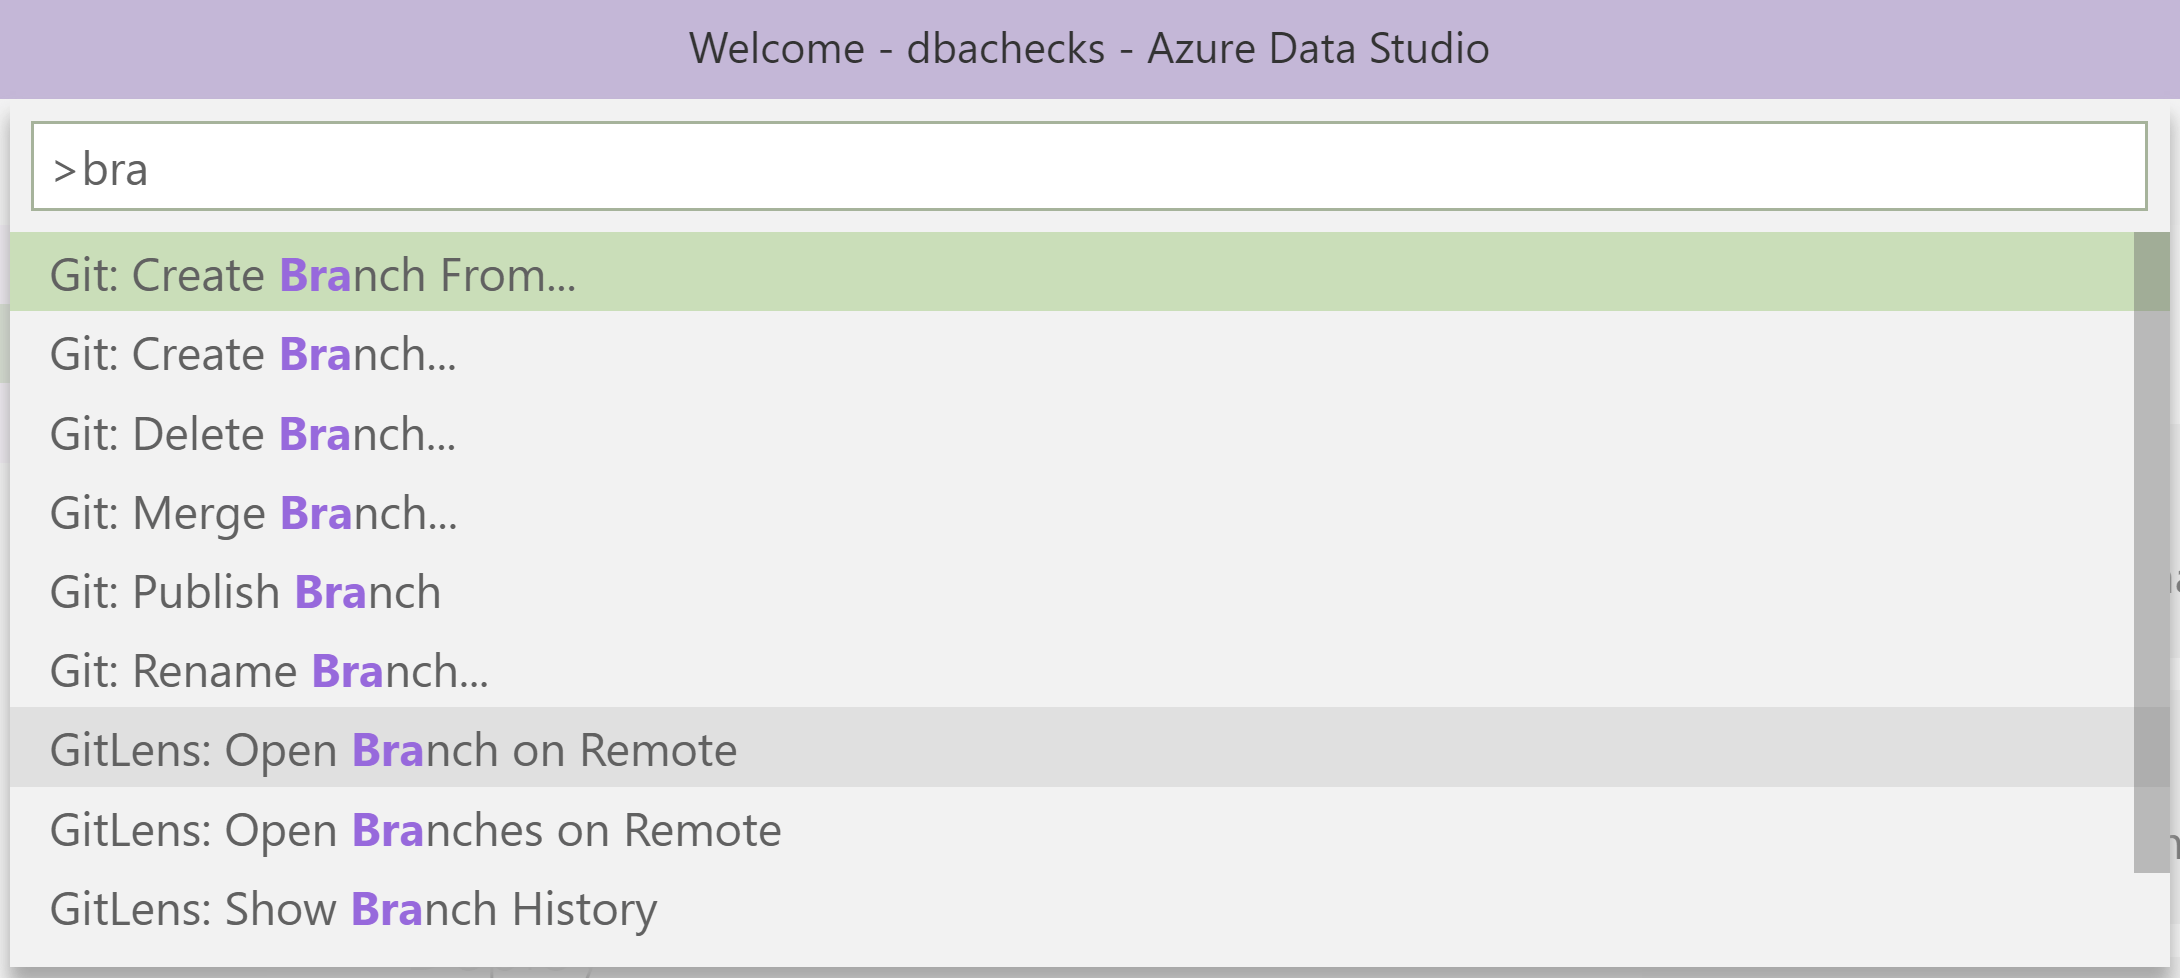 Welcome - dbachecks - Azure Data Studio
>bra
Git: Create Branch From...
Git: Create Branch...
Git: Delete Branch...
Git: Merge Branch...
Git: Publish Branch
Git: Rename Branch...
GitLens: Open Branch on Remote
GitLens: Open Branches on Remote
GitLens: Show Branch History